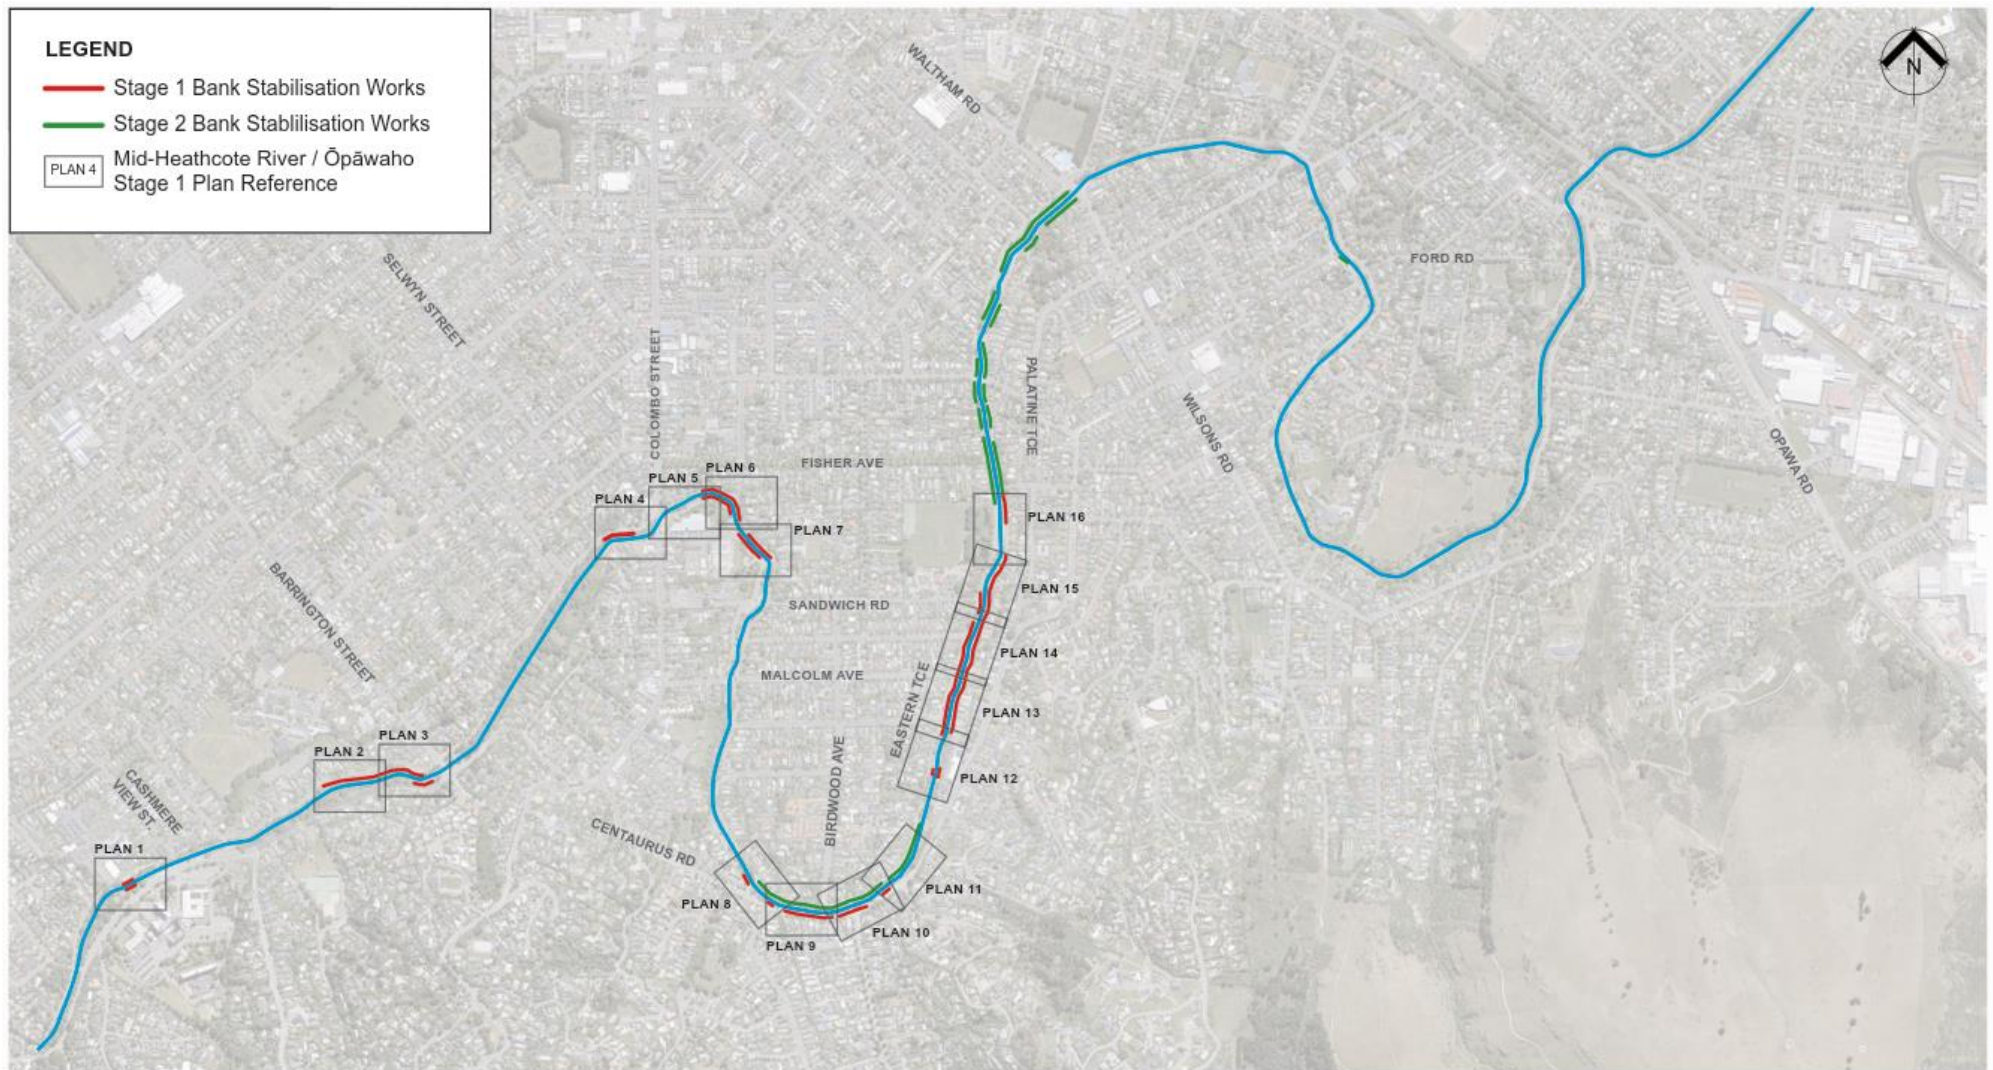 LEGEND
Stage 1 Bank Stabilisation Works
Stage 2 Bank Stablilisation Works
PLAN 4
Mid-Heathcote River / Ōpāwaho
Stage 1 Plan Reference
N
WALTHAM RD
SELWYN STREET
FORD RD
COLOMBO STREET
PALATINE TCE
WILSONS RD
OPAWA RD
FISHER AVE
PLAN 6
PLAN 5
PLAN 4
PLAN 16
PLAN 7
BARRINGTON STREET
PLAN 15
SANDWICH RD
PLAN 14
MALCOLM AVE
EASTERN TCE
PLAN 13
PLAN 3
PLAN 2
BIRDWOOD AVE
PLAN 12
CASHMERE
VIEW ST.
CENTAURUS RD
PLAN 1
PLAN 11
PLAN 8
PLAN 10
PLAN 9